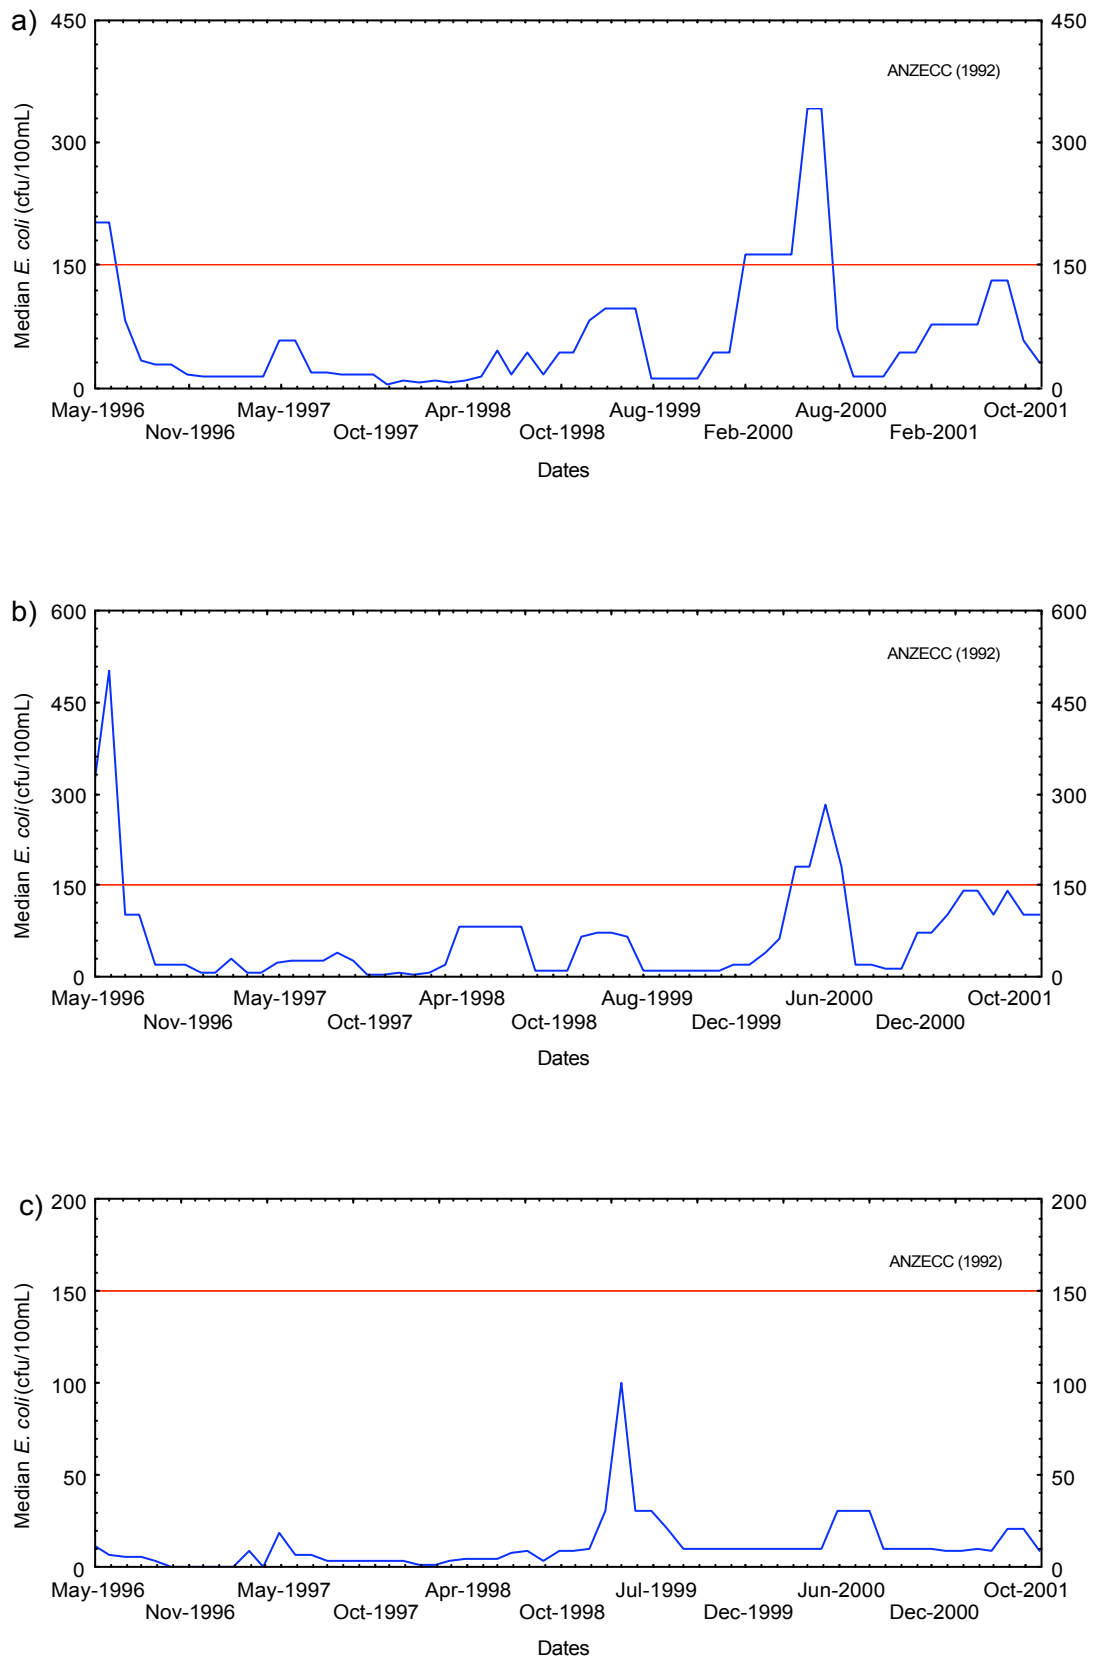 a)
450
450
ANZECC (1992)
300
300
150
150
0
0
Median E. coli (cfu/100mL)
May-1996 May-1997 Apr-1998 Aug-1999 Aug-2000 Oct-2001
Nov-1996 Oct-1997 Oct-1998 Feb-2000 Feb-2001
Dates
b)
600
600
ANZECC (1992)
450
450
300
300
150
150
0
0
Median E. coli (cfu/100mL)
May-1996 May-1997 Apr-1998 Aug-1999 Jun-2000 Oct-2001
Nov-1996 Oct-1997 Oct-1998 Dec-1999 Dec-2000
Dates
c)
200
200
ANZECC (1992)
150
150
100
100
50
50
0
0
Median E. coli (cfu/100mL)
May-1996 May-1997 Apr-1998 Jul-1999 Jun-2000 Oct-2001
Nov-1996 Oct-1997 Oct-1998 Dec-1999 Dec-2000
Dates